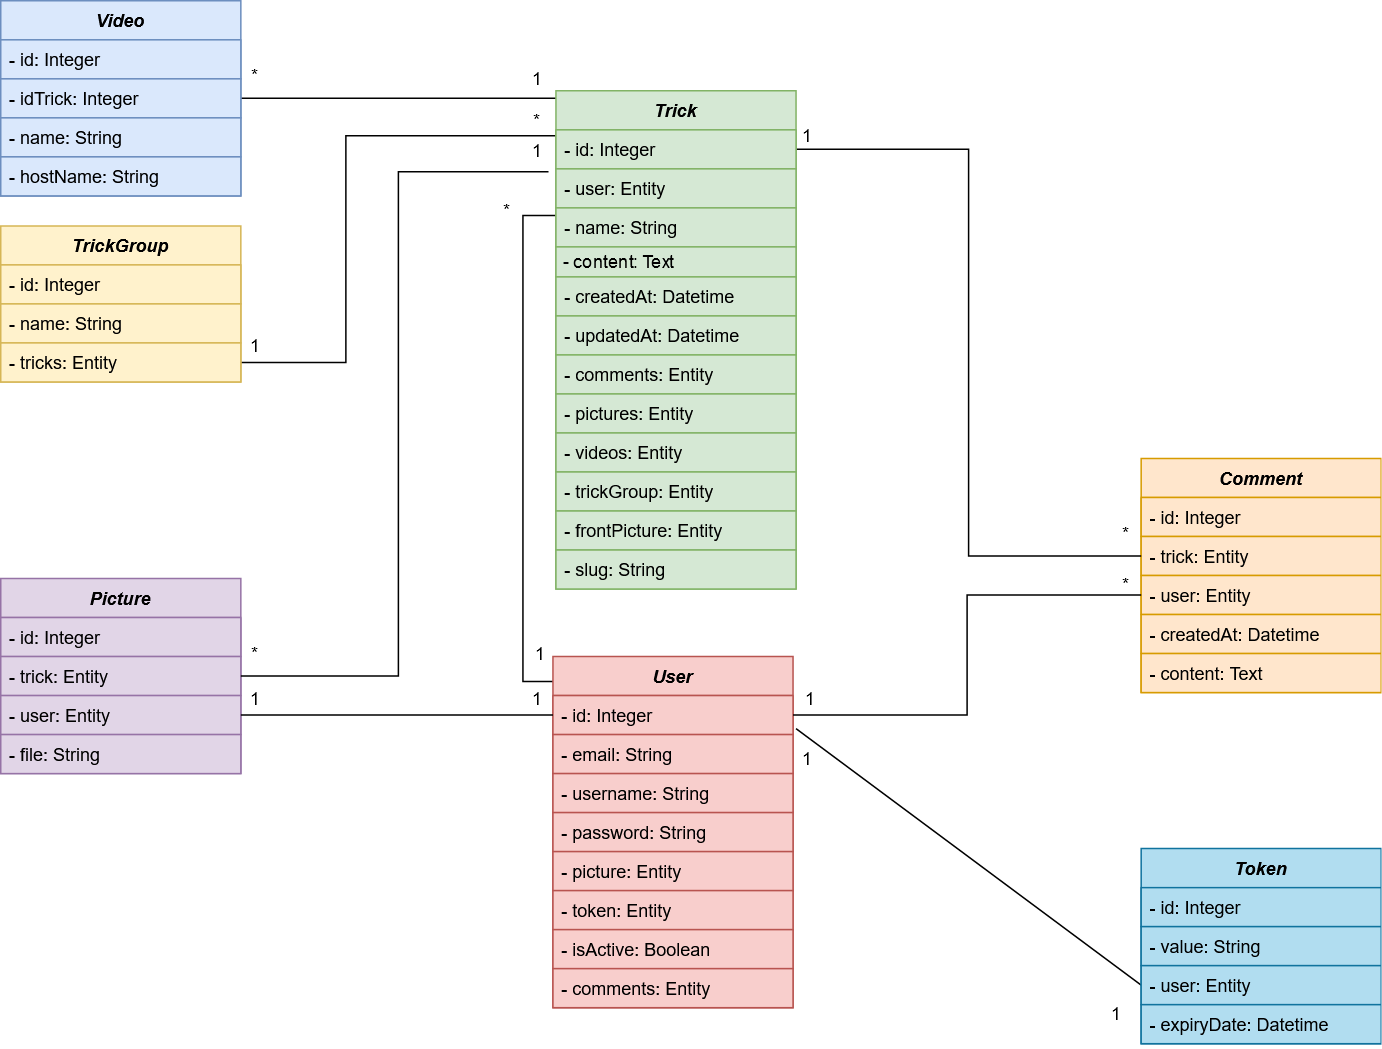 Video
- id: Integer
- idTrick: Integer
- name: String
- hostName: String
*
1
TrickGroup
- id: Integer
- name: String
- tricks: Entity
1
*
1
*
Trick
- id: Integer
- user: Entity
- name: String
- content: Text
- createdAt: Datetime
- updatedAt: Datetime
- comments: Entity
- pictures: Entity
- videos: Entity
- trickGroup: Entity
- frontPicture: Entity
- slug: String
1
Comment
- id: Integer
- trick: Entity
- user: Entity
- createdAt: Datetime
- content: Text
*
*
Picture
- id: Integer
- trick: Entity
- user: Entity
- file: String
*
1
1
1
User
- id: Integer
- email: String
- username: String
- password: String
- picture: Entity
- token: Entity
- isActive: Boolean
- comments: Entity
1
1
Token
- id: Integer
- value: String
- user: Entity
- expiryDate: Datetime
1